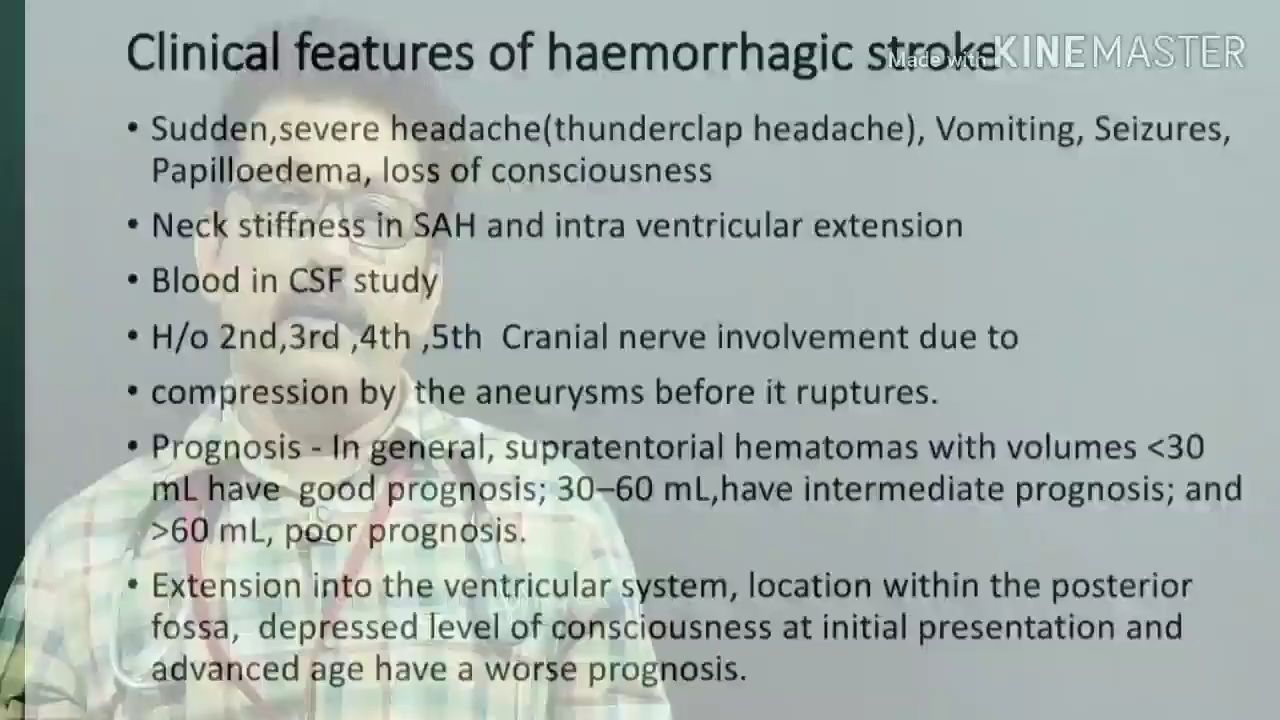 Clinical features of haemorrhagic stroke
Made with KINEMASTER
• Sudden,severe headache(thunderclap headache), Vomiting, Seizures,
Papilloedema, loss of consciousness
• Neck stiffness in SAH and intra ventricular extension
• Blood in CSF study
• H/o 2nd,3rd ,4th ,5th Cranial nerve involvement due to
• compression by the aneurysms before it ruptures.
• Prognosis - In general, supratentorial hematomas with volumes <30
mL have good prognosis; 30–60 mL,have intermediate prognosis; and
>60 mL, poor prognosis.
• Extension into the ventricular system, location within the posterior
fossa, depressed level of consciousness at initial presentation and
advanced age have a worse prognosis.